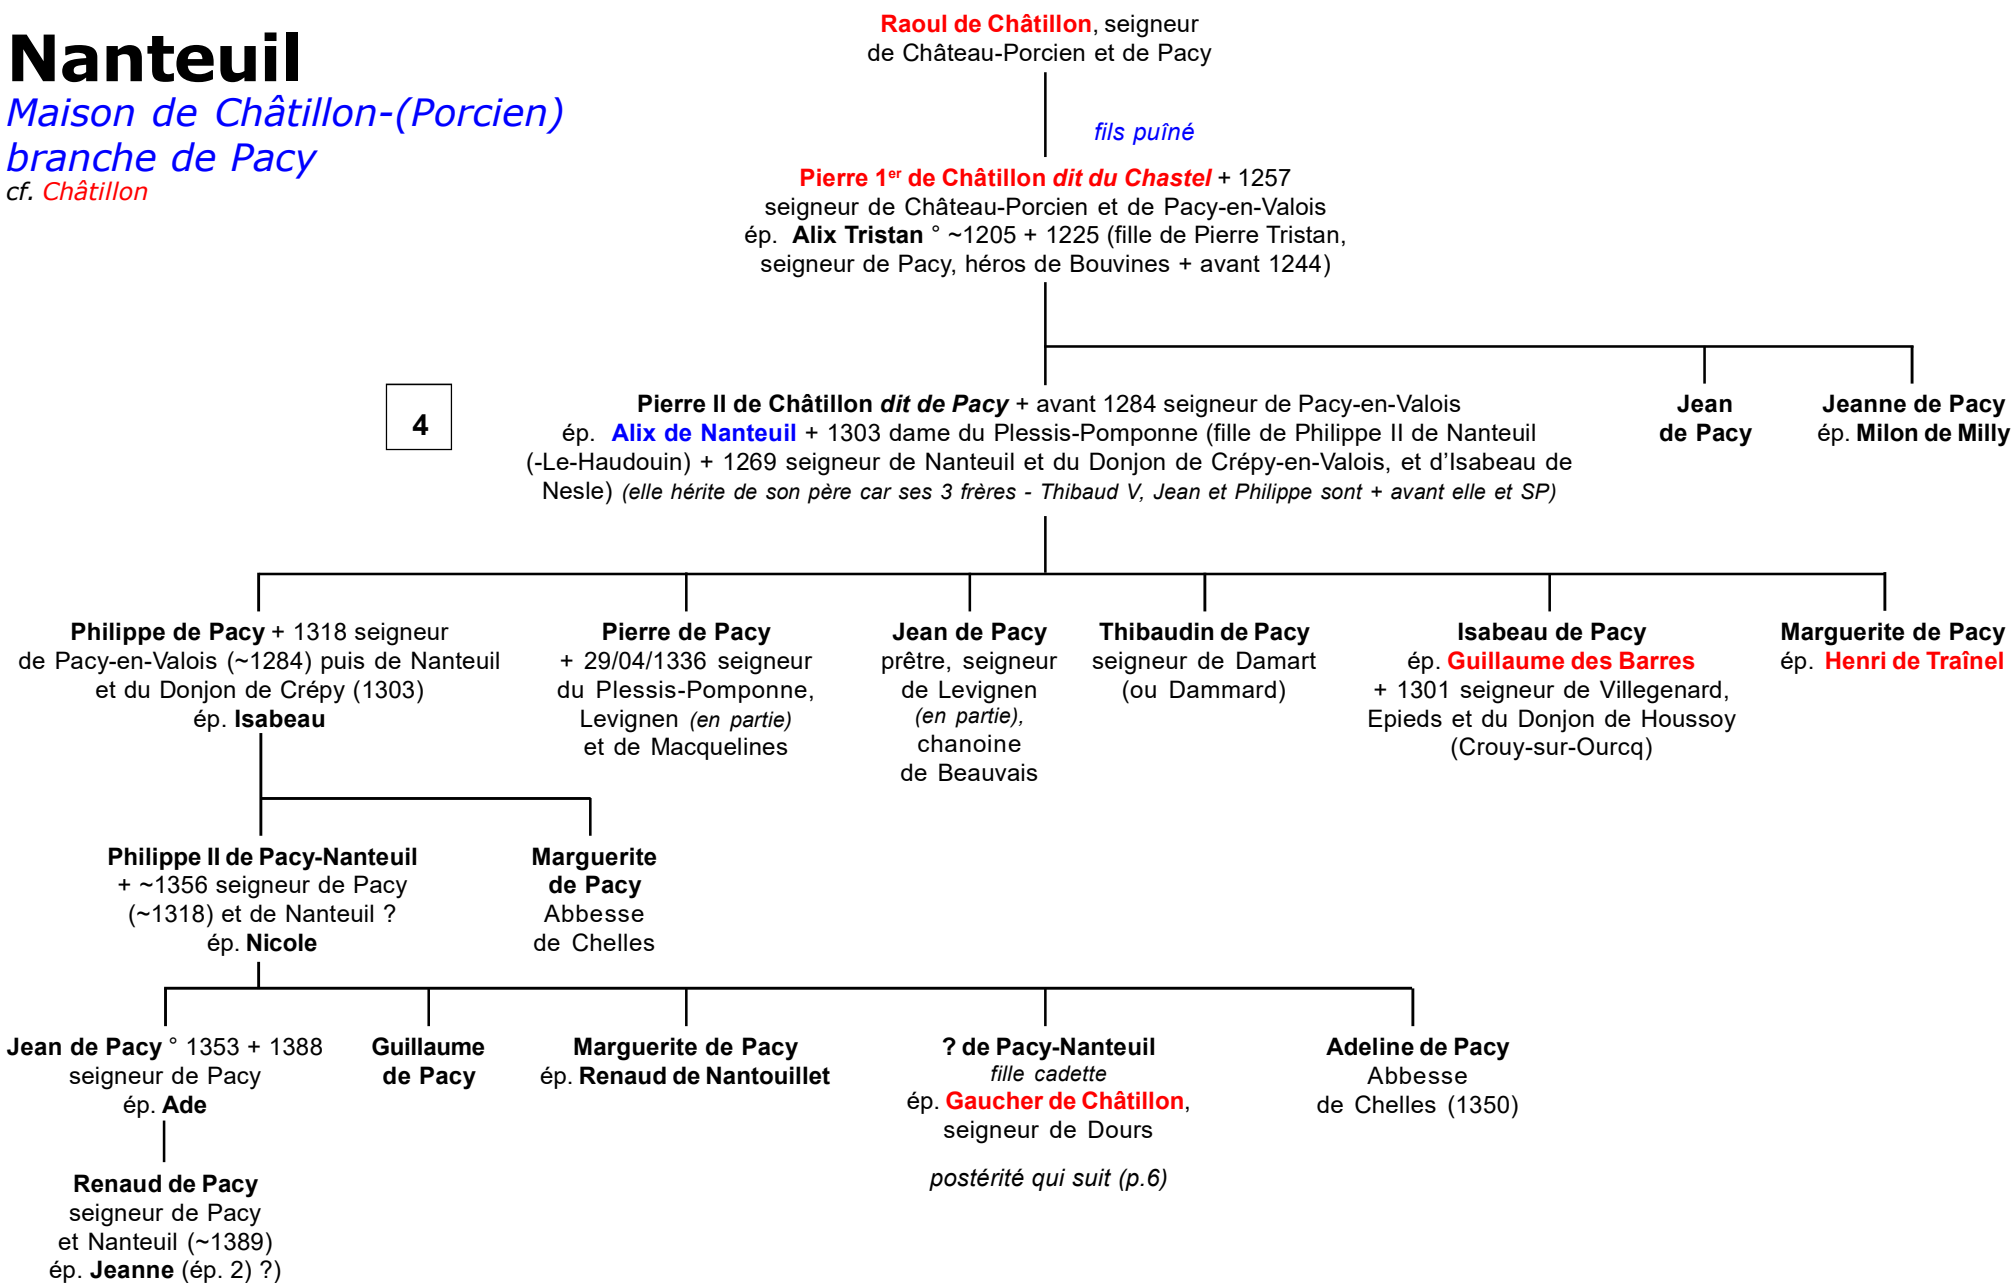 Nanteuil
Maison de Châtillon-(Porcien)
branche de Pacy
cf. Châtillon
Raoul de Châtillon, seigneur
de Château-Porcien et de Pacy
fils puîné
Pierre 1er de Châtillon dit du Chastel + 1257
seigneur de Château-Porcien et de Pacy-en-Valois
ép. Alix Tristan ° ~1205 + 1225 (fille de Pierre Tristan,
seigneur de Pacy, héros de Bouvines + avant 1244)
4
Pierre II de Châtillon dit de Pacy + avant 1284 seigneur de Pacy-en-Valois
ép. Alix de Nanteuil + 1303 dame du Plessis-Pomponne (fille de Philippe II de Nanteuil
(-Le-Haudouin) + 1269 seigneur de Nanteuil et du Donjon de Crépy-en-Valois, et d’Isabeau de
Nesle) (elle hérite de son père car ses 3 frères - Thibaud V, Jean et Philippe sont + avant elle et SP)
Jean
de Pacy
Jeanne de Pacy
ép. Milon de Milly
Philippe de Pacy + 1318 seigneur
de Pacy-en-Valois (~1284) puis de Nanteuil
et du Donjon de Crépy (1303)
ép. Isabeau
Pierre de Pacy
+ 29/04/1336 seigneur
du Plessis-Pomponne,
Levignen (en partie)
et de Macquelines
Jean de Pacy
prêtre, seigneur
de Levignen
(en partie),
chanoine
de Beauvais
Thibaudin de Pacy
seigneur de Damart
(ou Dammard)
Isabeau de Pacy
ép. Guillaume des Barres
+ 1301 seigneur de Villegenard,
Epieds et du Donjon de Houssoy
(Crouy-sur-Ourcq)
Marguerite de Pacy
ép. Henri de Traînel
Philippe II de Pacy-Nanteuil
+ ~1356 seigneur de Pacy
(~1318) et de Nanteuil ?
ép. Nicole
Marguerite
de Pacy
Abbesse
de Chelles
Jean de Pacy ° 1353 + 1388
seigneur de Pacy
ép. Ade
Guillaume
de Pacy
Marguerite de Pacy
ép. Renaud de Nantouillet
? de Pacy-Nanteuil
fille cadette
ép. Gaucher de Châtillon,
seigneur de Dours
postérité qui suit (p.6)
Adeline de Pacy
Abbesse
de Chelles (1350)
Renaud de Pacy
seigneur de Pacy
et Nanteuil (~1389)
ép. Jeanne (ép. 2) ?)